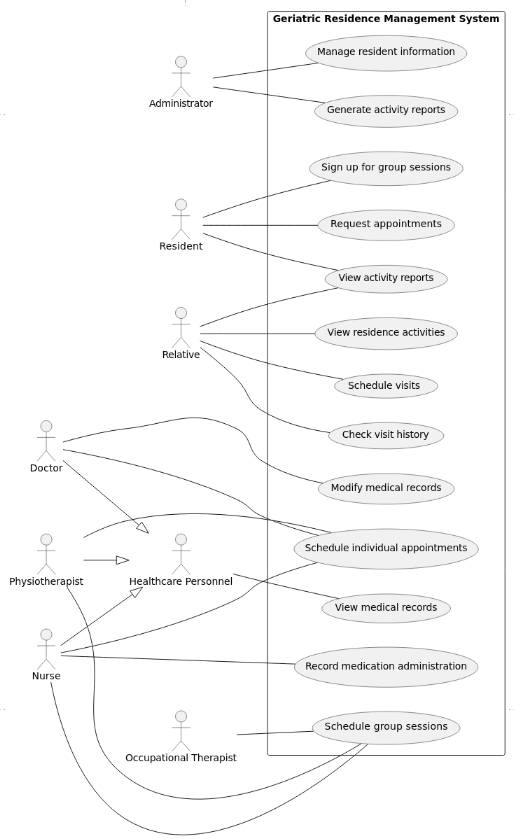 Geriatric Residence Management System
Manage resident information
Administrator
Generate activity reports
Sign up for group sessions
Request appointments
Resident
View activity reports
View residence activities
Relative
Schedule visits
Check visit history
Doctor
Modify medical records
Schedule individual appointments
Physiotherapist
Healthcare Personnel
View medical records
Nurse
Record medication administration
Schedule group sessions
Occupational Therapist